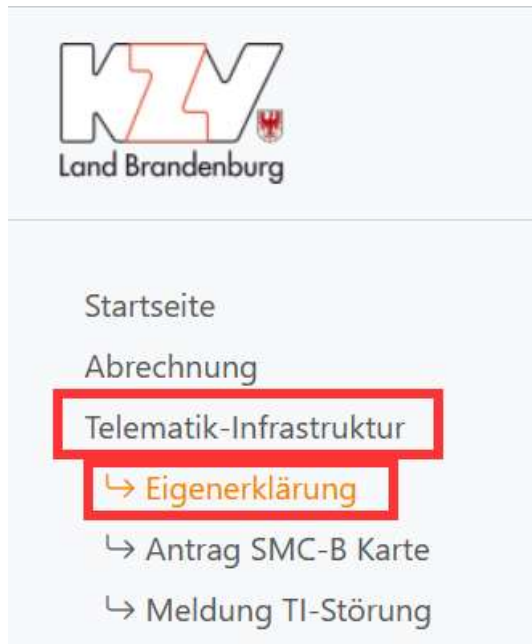 KZV
Land Brandenburg
Startseite
Abrechnung
Telematik-Infrastruktur
↳ Eigenerklärung
↳ Antrag SMC-B Karte
↳ Meldung TI-Störung